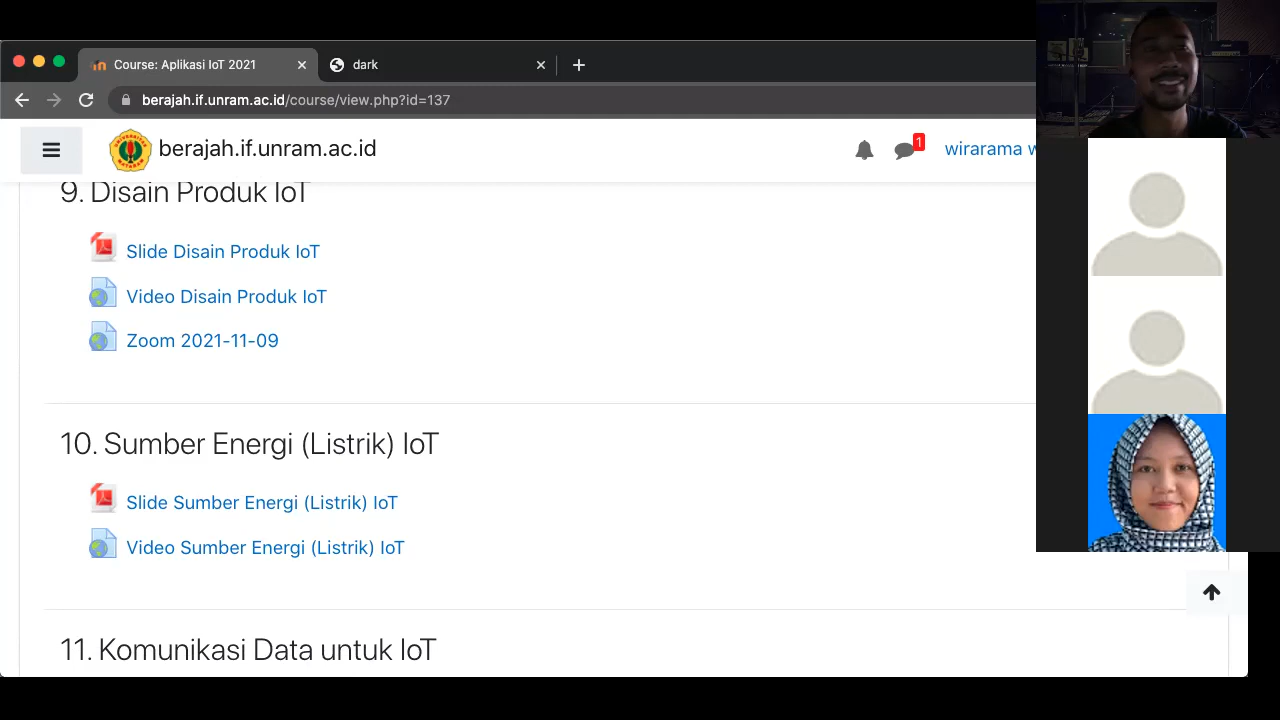 Course: Aplikasi IoT 2021
dark
berajah.if.unram.ac.id/course/view.php?id=137
berajah.if.unram.ac.id
1
wirarama w
9. Disain Produk IoT
Slide Disain Produk IoT
Video Disain Produk IoT
Zoom 2021-11-09
10. Sumber Energi (Listrik) IoT
Slide Sumber Energi (Listrik) IoT
Video Sumber Energi (Listrik) IoT
11. Komunikasi Data untuk IoT